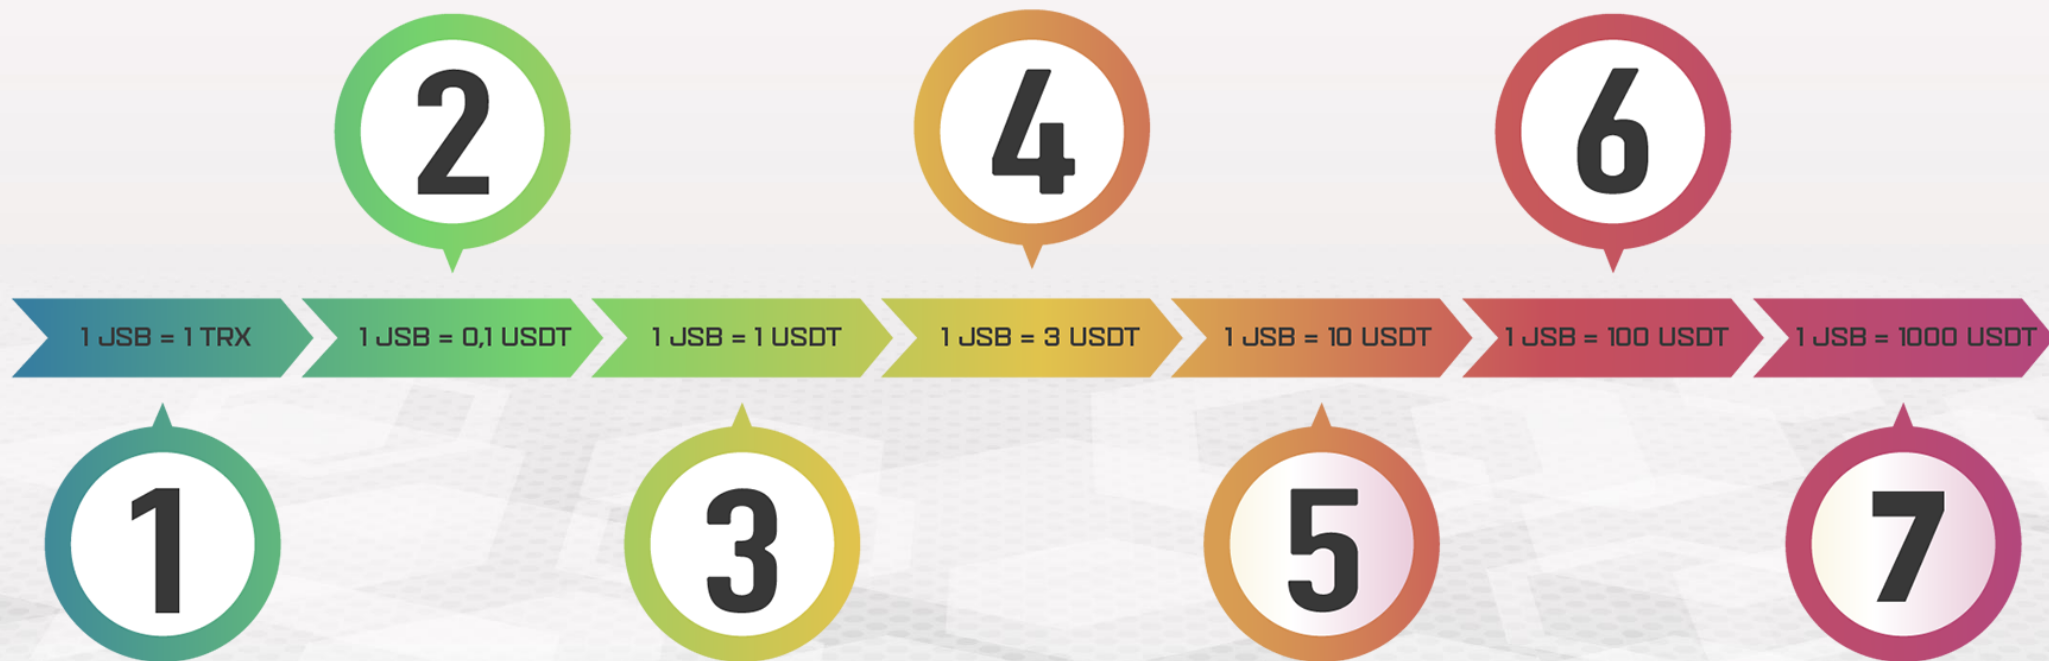 2
4
6
1 JSB = 1 TRX
1 JSB = 0,1 USDT
1 JSB = 1 USDT
1 JSB = 3 USDT
1 JSB = 10 USDT
1 JSB = 100 USDT
1 JSB = 1000 USDT
1
3
5
7